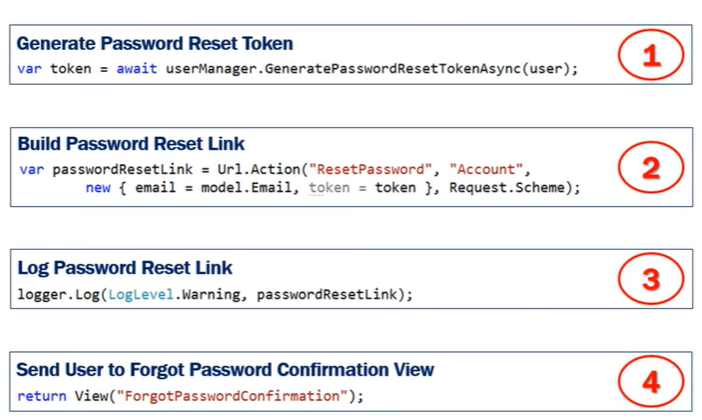 Generate Password Reset Token
var token = await userManager.GeneratePasswordResetTokenAsync(user);
1
Build Password Reset Link
var passwordResetLink = Url.Action("ResetPassword", "Account",
new { email = model.Email, token = token }, Request.Scheme);
2
Log Password Reset Link
logger.Log(LogLevel.Warning, passwordResetLink);
3
Send User to Forgot Password Confirmation View
return View("ForgotPasswordConfirmation");
4